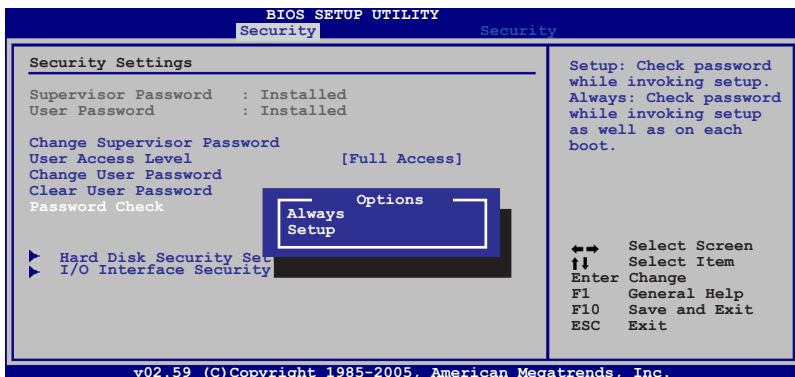 BIOS SETUP UTILITY
Security Security
Security Settings
Supervisor Password : Installed
User Password : Installed
Change Supervisor Password
User Access Level [Full Access]
Change User Password
Clear User Password
Password Check
Options
Always
Setup
Hard Disk Security Set
I/O Interface Security
Setup: Check password
while invoking setup.
Always: Check password
while invoking setup
as well as on each
boot.
Select Screen
Select Item
Enter Change
F1 General Help
F10 Save and Exit
ESC Exit
v02.59 (C)Copyright 1985-2005, American Megatrends, Inc.